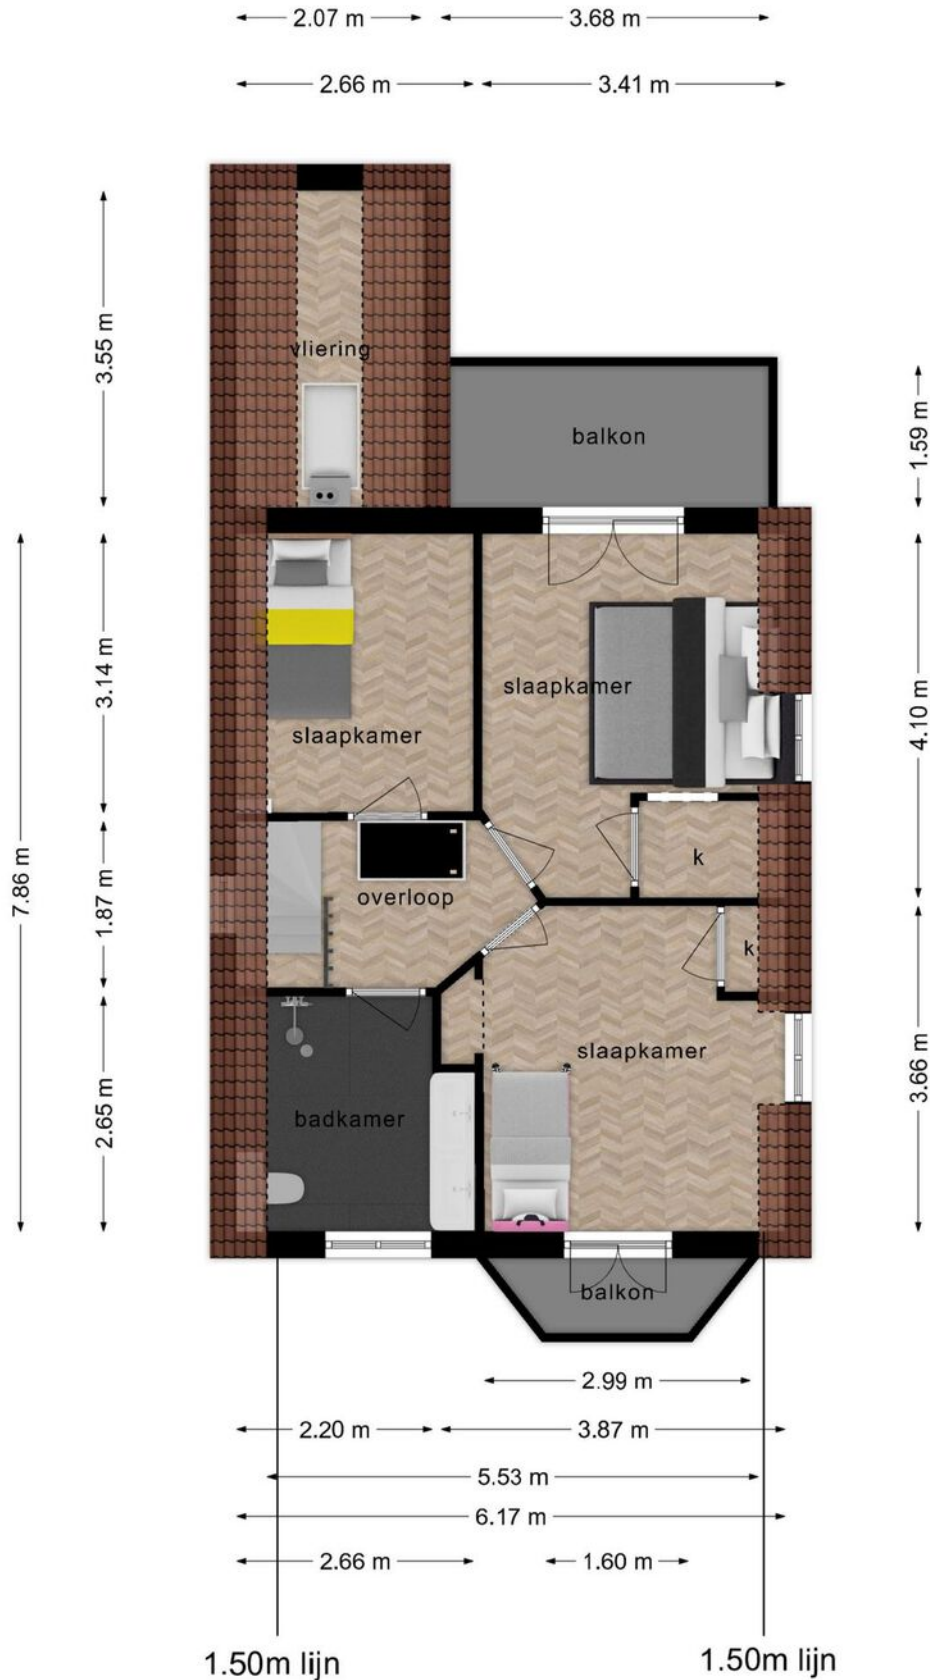 2.07 m 3.68 m
2.66 m 3.41 m
vliering
3.55 m
balkon
1.59 m
slaapkamer
slaapkamer
3.14 m
4.10 m
7.86 m
k
1.87 m
overloop
k
slaapkamer
3.66 m
2.65 m
badkamer
balkon
2.99 m
2.20 m 3.87 m
5.53 m
6.17 m
2.66 m 1.60 m
1.50m lijn 1.50m lijn